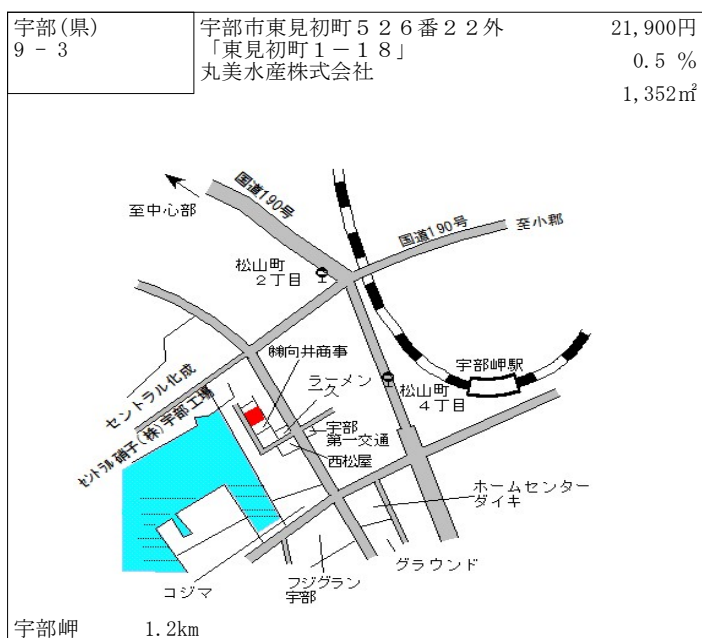 宇部(県)
9 - 3
宇部市東見初町５２６番２２外
「東見初町１－１８」
丸美水産株式会社
21,900円
0.5 %
1,352㎡
国道190号
至中心部
国道190号
至小郡
松山町
２丁目
㈱向井商事
ラーメン
一久
宇部岬駅
松山町
４丁目
セントラル化成
セントラル硝子(株)宇部工場
宇部
第一交通
西松屋
ホームセンター
ダイキ
グラウンド
コジマ
フジグラン
宇部
宇部岬
1.2km